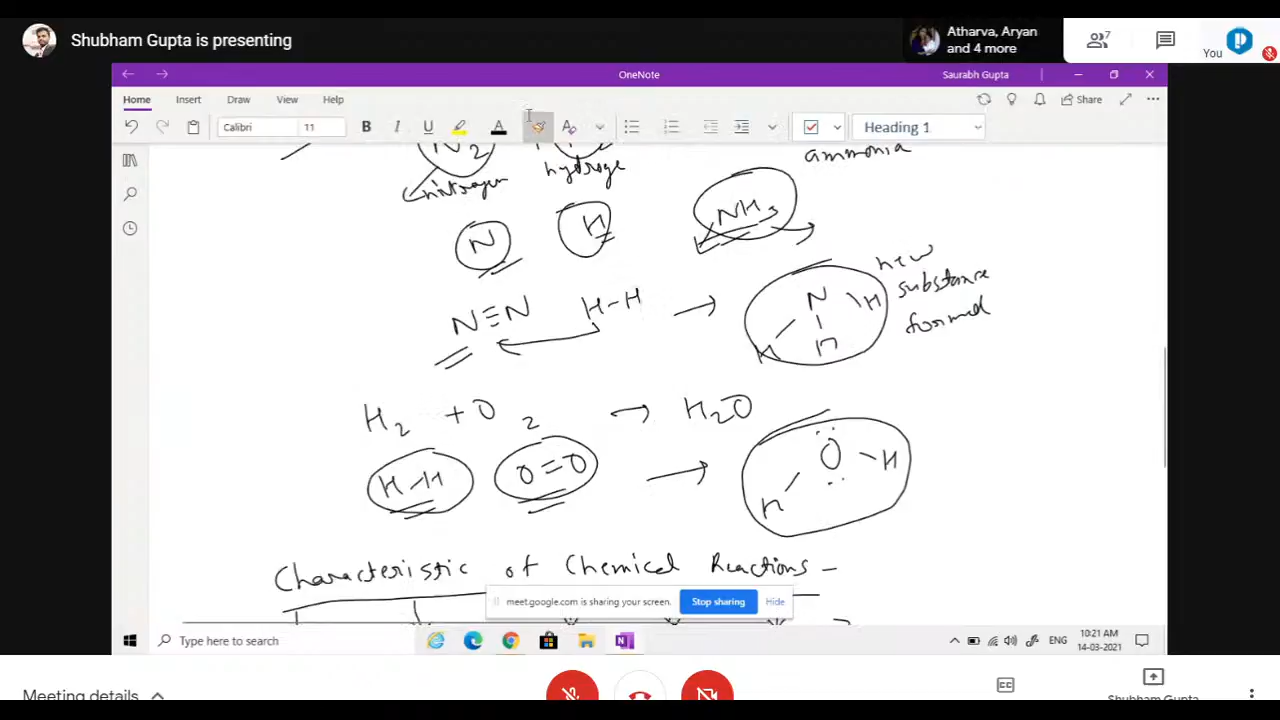 Shubham Gupta is presenting
Atharva, Aryan
and 4 more
7
You
OneNote
Saurabh Gupta
Home Insert Draw View Help
Share
Calibri 11 B I U A Heading 1
N2
ammonia
nitrogen hydroge
N H NH3
new
substance
formed
N≡N H-H → N H H H
H2 + O2 → H2O
H-H O=O → H O H
Characteristic of Chemical Reactions -
meet.google.com is sharing your screen. Stop sharing Hide
Type here to search
ENG
10:21 AM
14-03-2021
Meeting details
Shubham Gupta